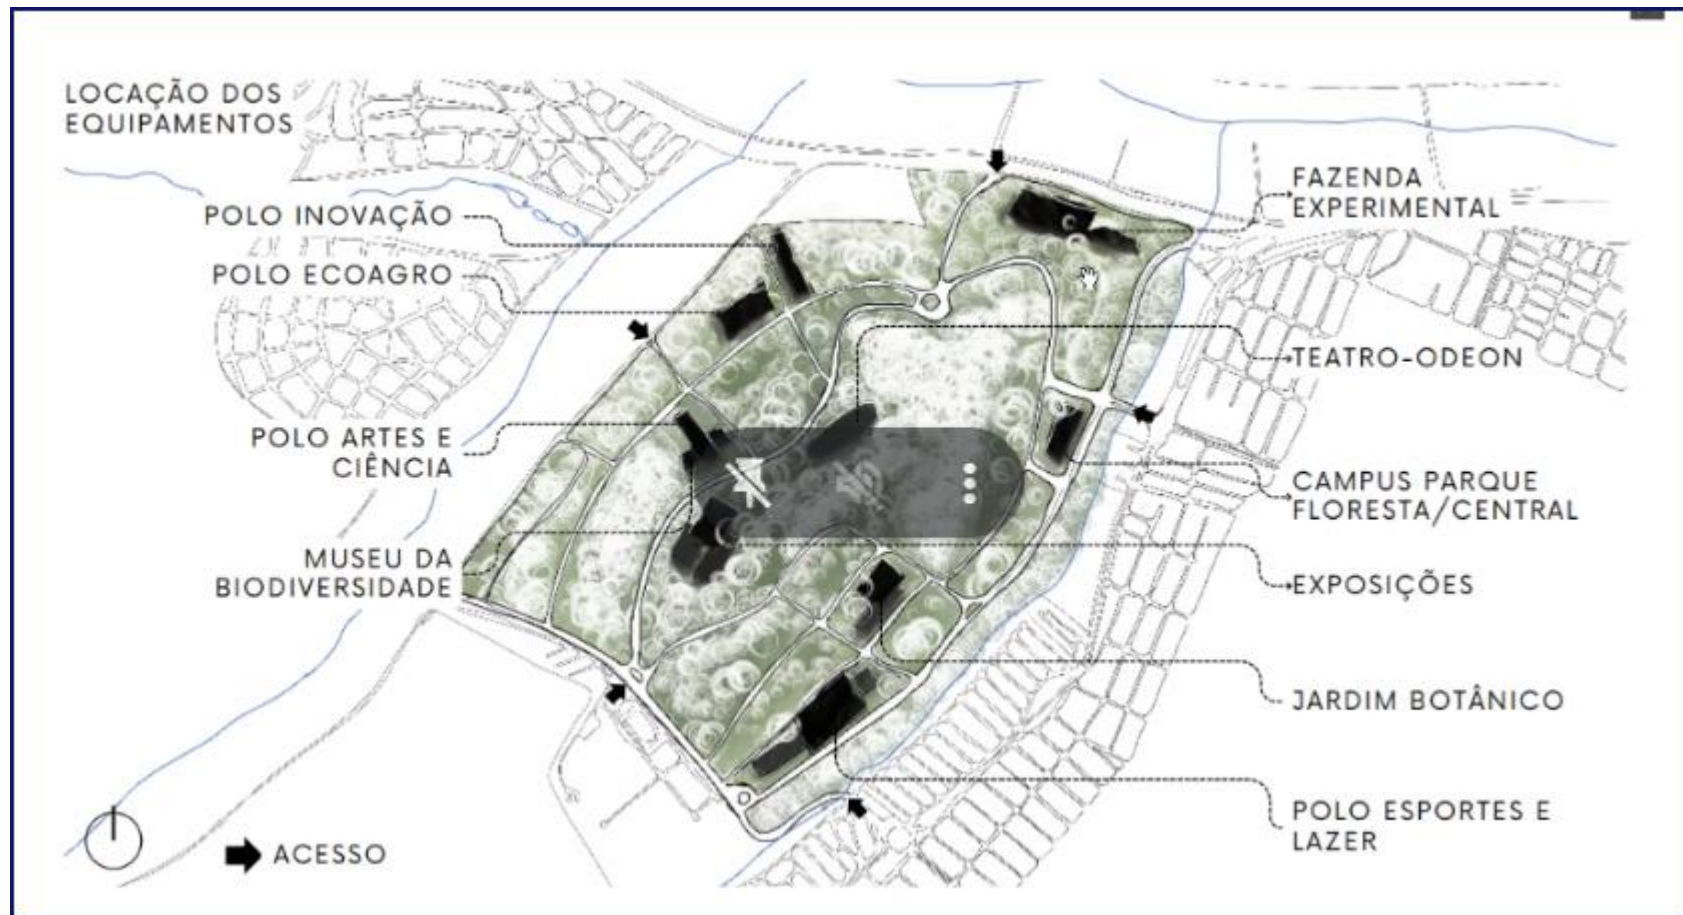 LOCAÇÃO DOS
EQUIPAMENTOS
POLO INOVAÇÃO
POLO ECOAGRO
POLO ARTES E
CIÊNCIA
MUSEU DA
BIODIVERSIDADE
FAZENDA
EXPERIMENTAL
TEATRO-ODEON
CAMPUS PARQUE
FLORESTA/CENTRAL
EXPOSIÇÕES
JARDIM BOTÂNICO
POLO ESPORTES E
LAZER
ACESSO